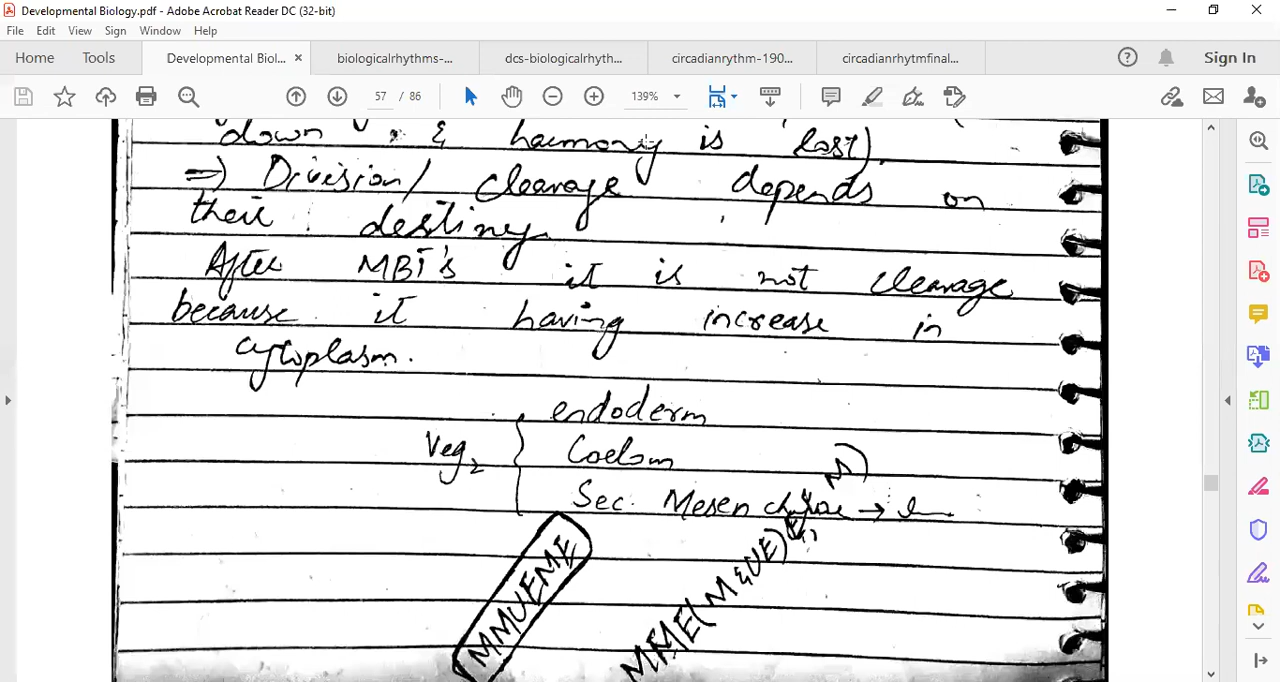 Developmental Biology.pdf - Adobe Acrobat Reader DC (32-bit)
File Edit View Sign Window Help
Home Tools Developmental Biol... × biologicalrhythms-... dcs-biologicalrhyth... circadianrythm-190... circadianrhytmfinal... Sign In
57 / 86 139%
down & harmony is lost).
=> Division/ cleavage depends on
their destiny
After MBT's it is not cleavage
because it having increase in
cytoplasm.
endoderm
Veg2 Coelom
Sec. Mesenchyme →
MMUEME